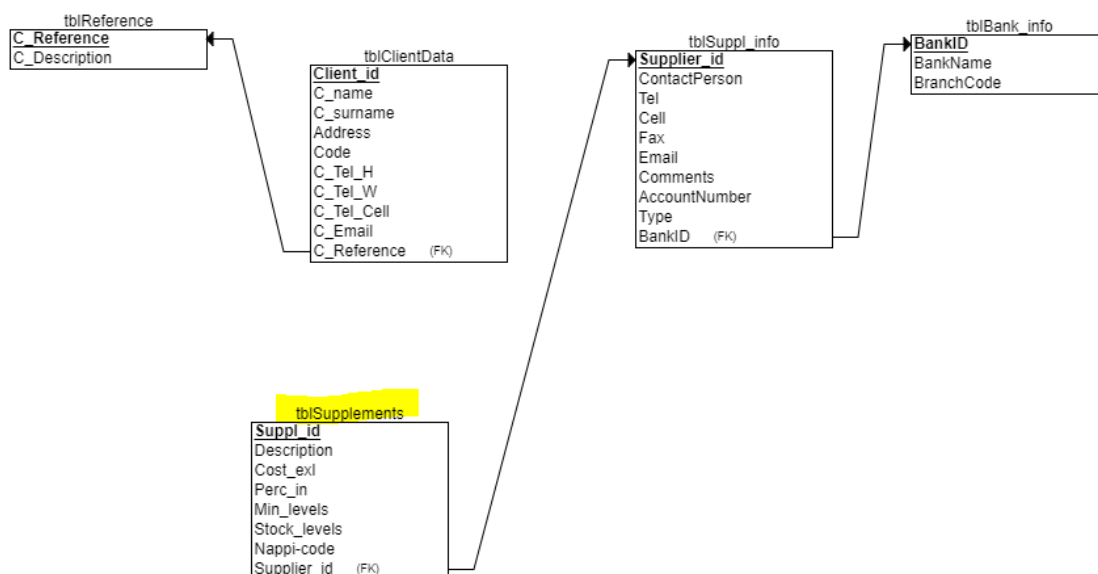 tblReference
C_Reference
C_Description
tblClientData
Client_id
C_name
C_surname
Address
Code
C_Tel_H
C_Tel_W
C_Tel_Cell
C_Email
C_Reference (FK)
tblSuppl_info
Supplier_id
ContactPerson
Tel
Cell
Fax
Email
Comments
AccountNumber
Type
BankID (FK)
tblBank_info
BankID
BankName
BranchCode
tblSupplements
Suppl_id
Description
Cost_exl
Perc_in
Min_levels
Stock_levels
Nappi-code
Supplier_id (FK)